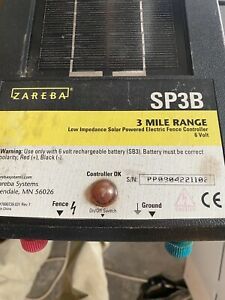 ZAREBA
SP3B
3 MILE RANGE
Low Impedance Solar Powered Electric Fence Controller
6 Volt
Warning: Use only with 6 volt rechargeable battery (SB3). Battery must be correct
polarity; Red (+), Black (-).
Controller OK
Zareba Systems
endale, MN 56026
S/N: PP0904221102
Fence
On/Off Switch